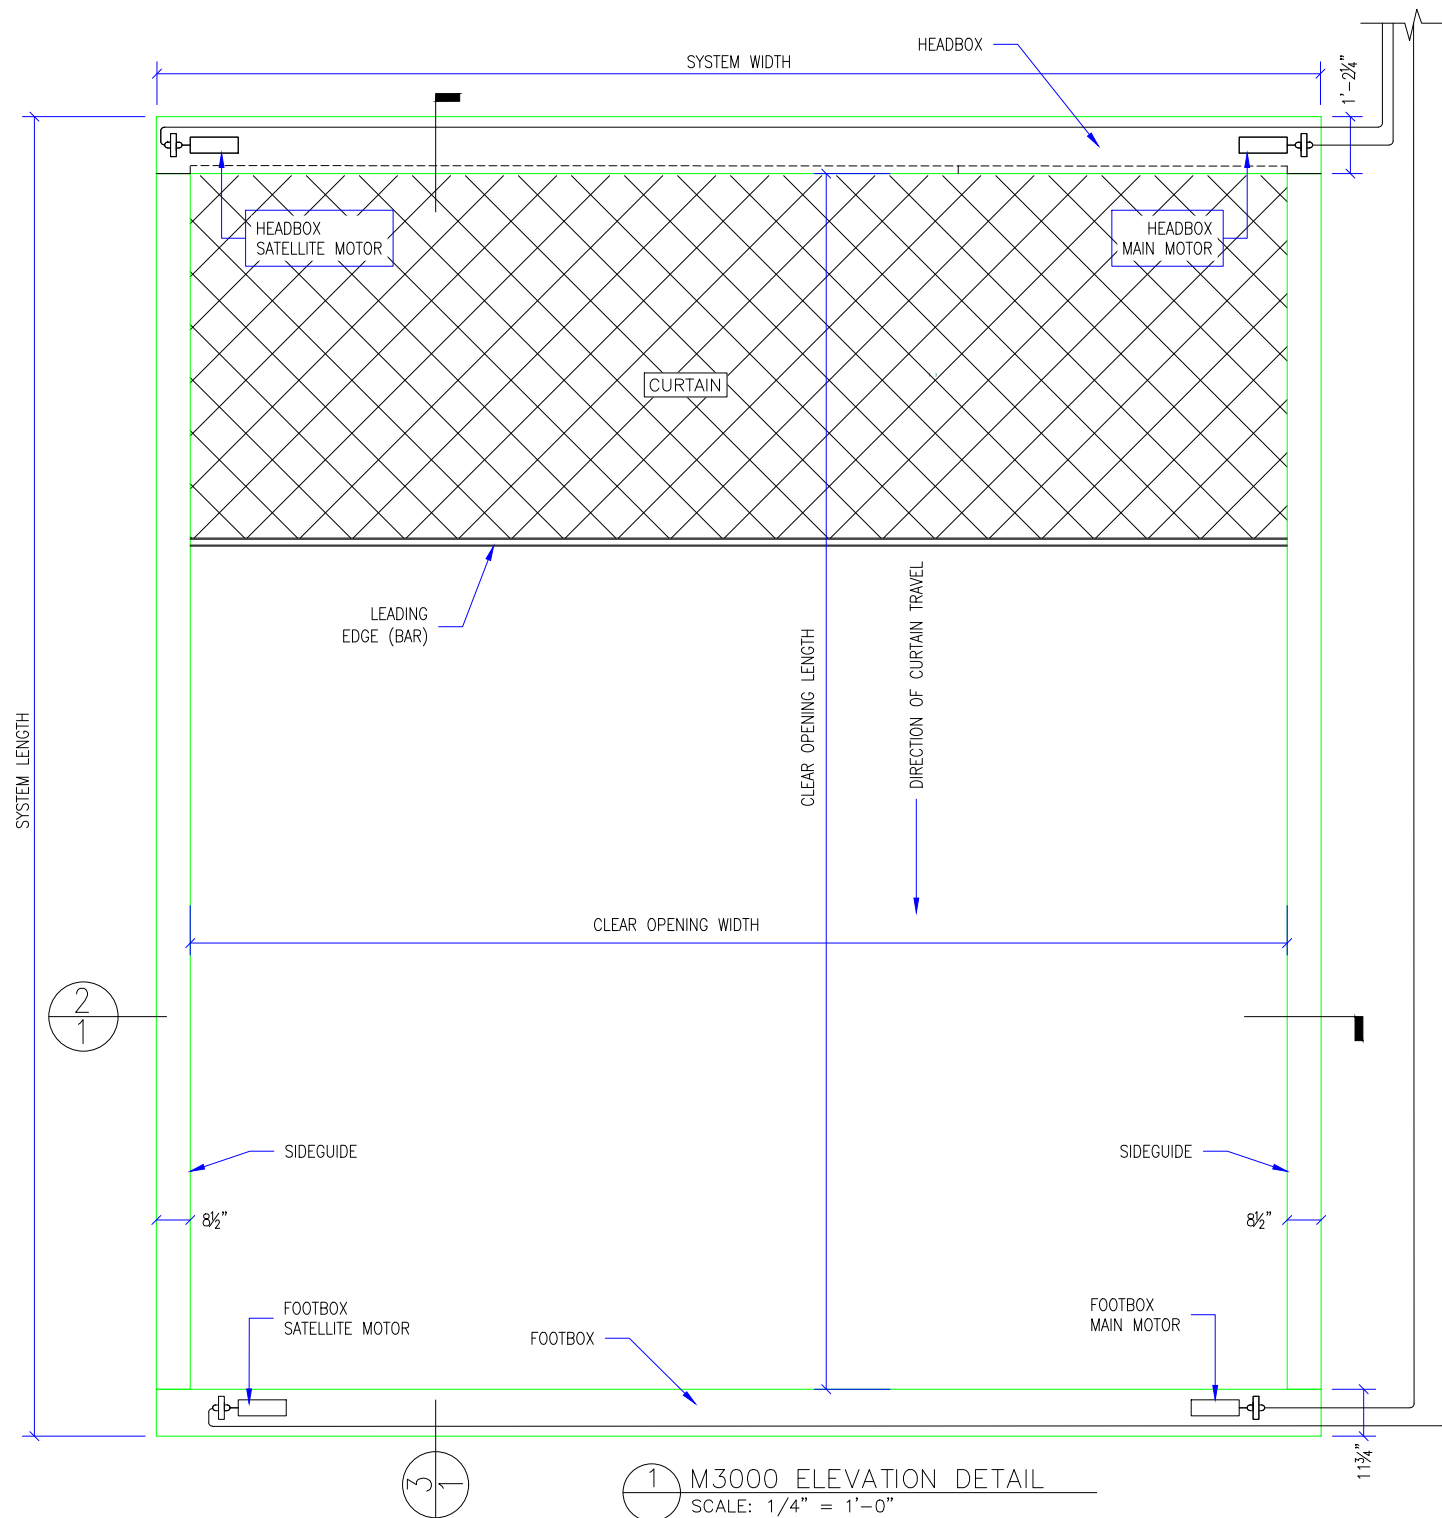 HEADBOX
SYSTEM WIDTH
1'-2¼"
HEADBOX
SATELLITE MOTOR
HEADBOX
MAIN MOTOR
CURTAIN
LEADING
EDGE (BAR)
DIRECTION OF CURTAIN TRAVEL
CLEAR OPENING LENGTH
SYSTEM LENGTH
CLEAR OPENING WIDTH
2
1
SIDEGUIDE
SIDEGUIDE
8½"
8½"
FOOTBOX
SATELLITE MOTOR
FOOTBOX
FOOTBOX
MAIN MOTOR
11¾"
3
1
1
M3000 ELEVATION DETAIL
SCALE: 1/4" = 1'-0"